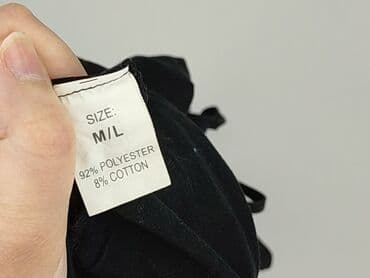 SIZE:
M/L
92% POLYESTER
8% COTTON